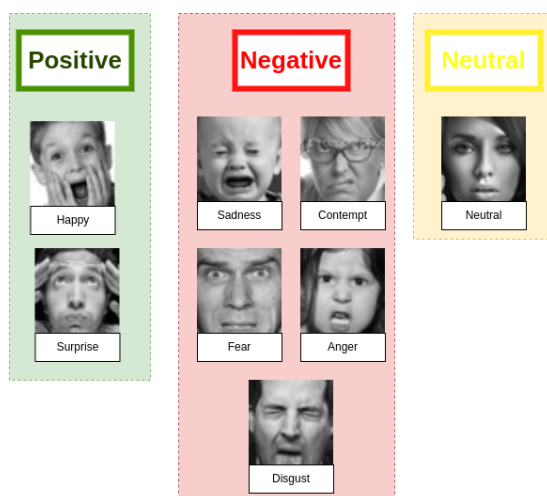 Positive
Negative
Neutral
Happy
Sadness
Contempt
Neutral
Surprise
Fear
Anger
Disgust